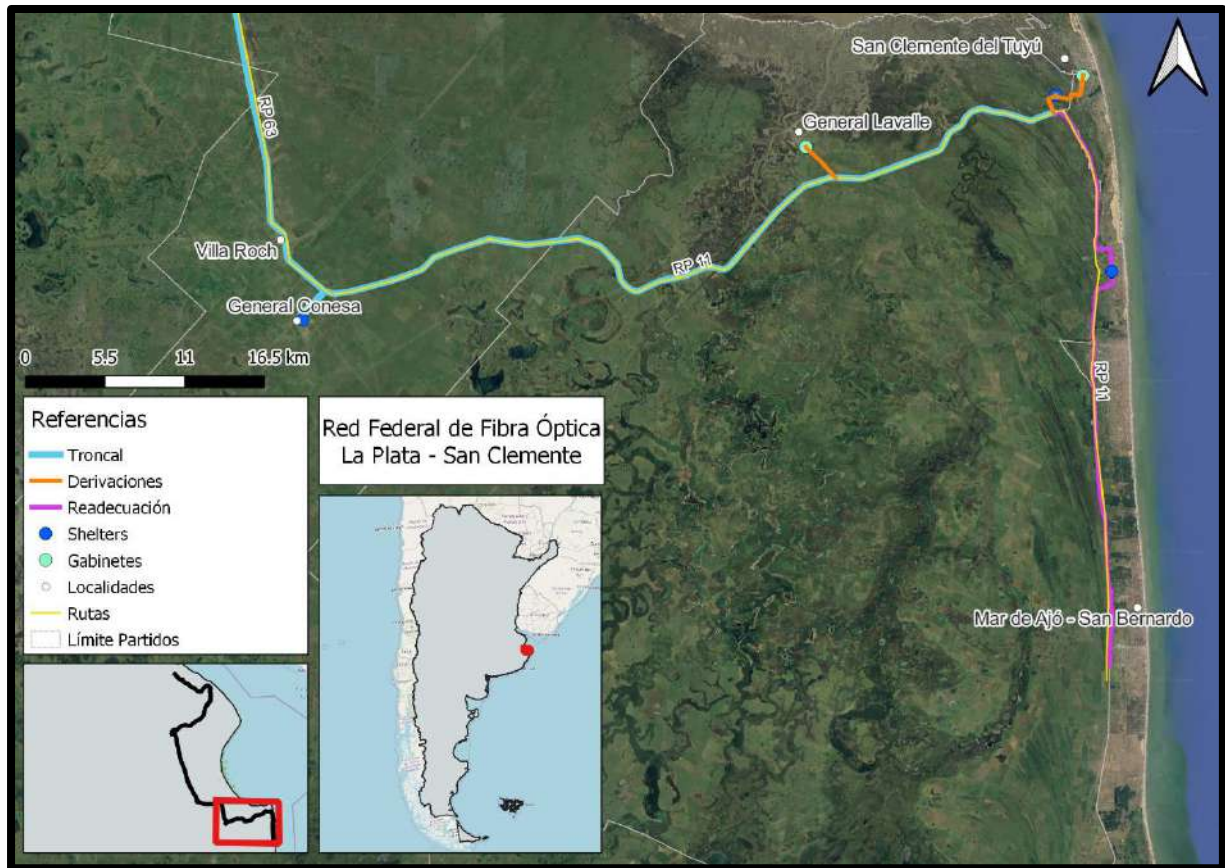 San Clemente del Tuyú
General Lavalle
RP 63
Villa Roch
RP 11
General Conesa
0 5.5 11 16.5 km
RP 11
Mar de Ajó - San Bernardo
Referencias
Troncal
Derivaciones
Readecuación
Shelters
Gabinetes
Localidades
Rutas
Límite Partidos
Red Federal de Fibra Óptica
La Plata - San Clemente